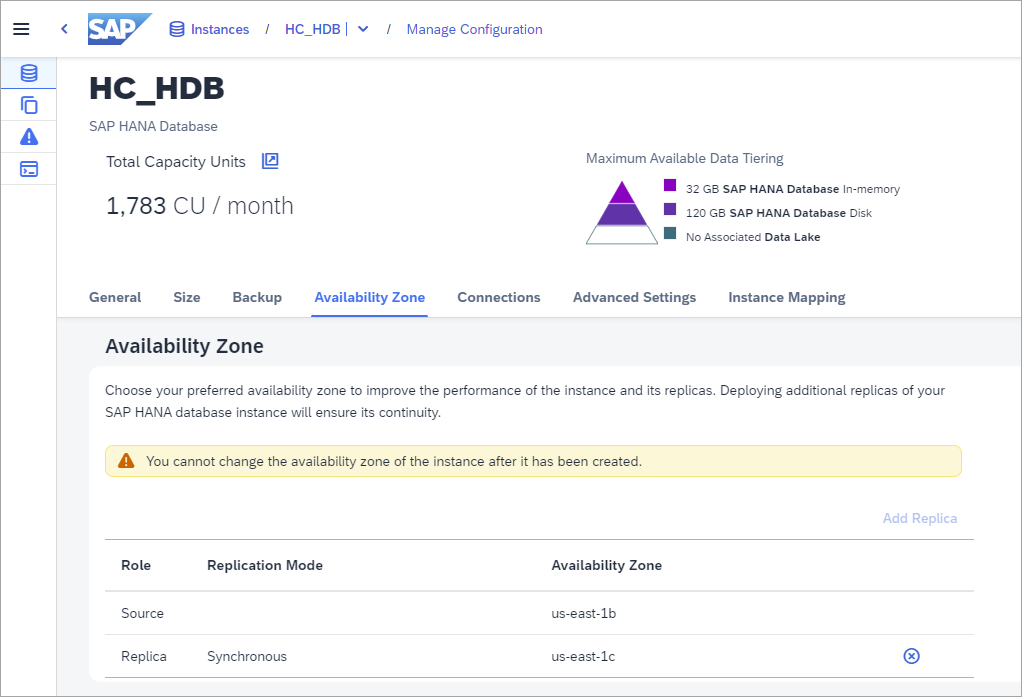 SAP Instances / HC_HDB | / Manage Configuration
HC_HDB
SAP HANA Database
Total Capacity Units
1,783 CU / month
Maximum Available Data Tiering
32 GB SAP HANA Database In-memory
120 GB SAP HANA Database Disk
No Associated Data Lake
General Size Backup Availability Zone Connections Advanced Settings Instance Mapping
Availability Zone
Choose your preferred availability zone to improve the performance of the instance and its replicas. Deploying additional replicas of your
SAP HANA database instance will ensure its continuity.
You cannot change the availability zone of the instance after it has been created.
Add Replica
Role Replication Mode Availability Zone
Source us-east-1b
Replica Synchronous us-east-1c